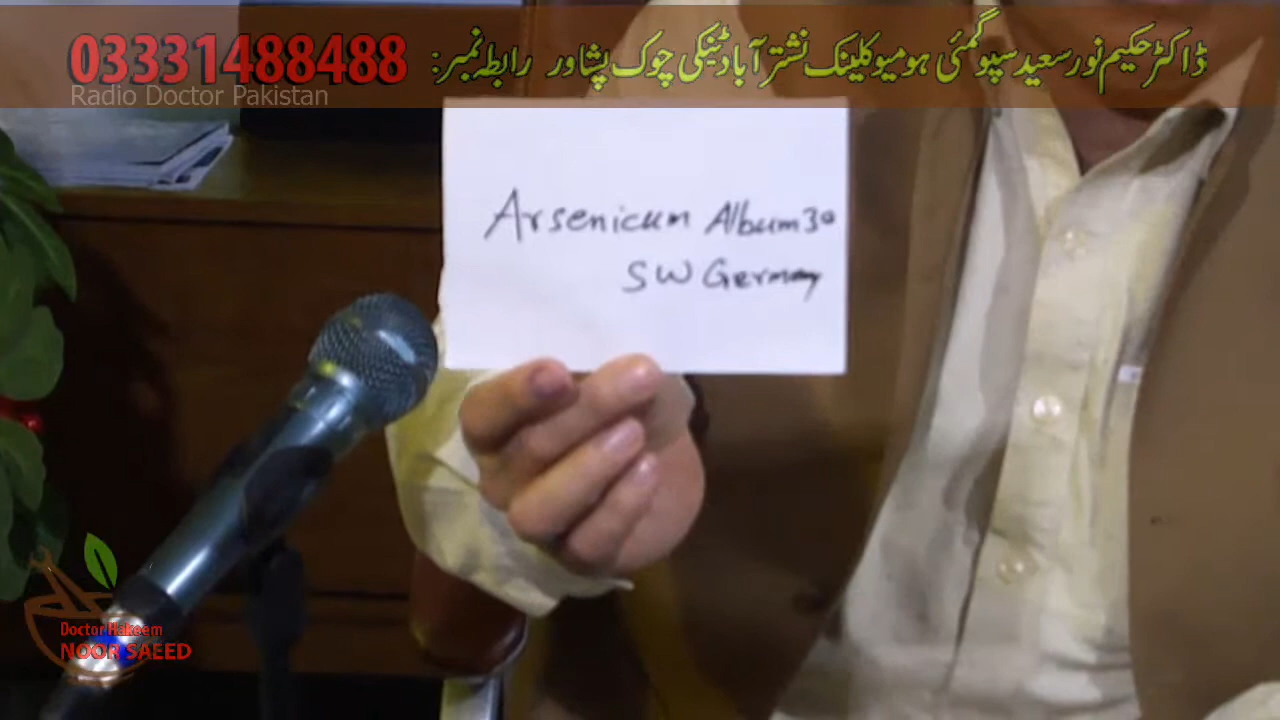 ڈاکٹر حکیم نور سعید سپوگمئی ہومیو کلینک نشتر آباد ٹینکی چوک پشاور رابطہ نمبر: 03331488488
Radio Doctor Pakistan
Arsenicum Album 30
SW Germany
Doctor Hakeem
NOOR SAEED